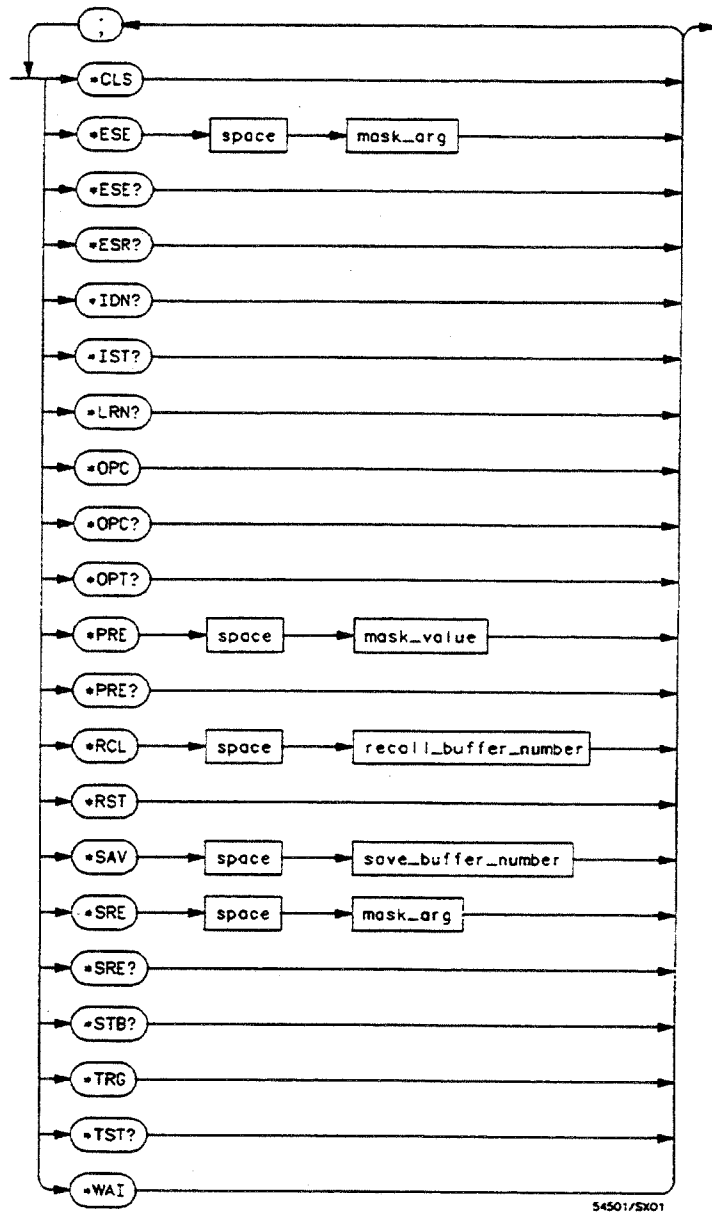 ;
*CLS
*ESE space mask_arg
*ESE?
*ESR?
*IDN?
*IST?
*LRN?
*OPC
*OPC?
*OPT?
*PRE space mask_value
*PRE?
*RCL space recall_buffer_number
*RST
*SAV space save_buffer_number
*SRE space mask_arg
*SRE?
*STB?
*TRG
*TST?
*WAI
54501/SX01